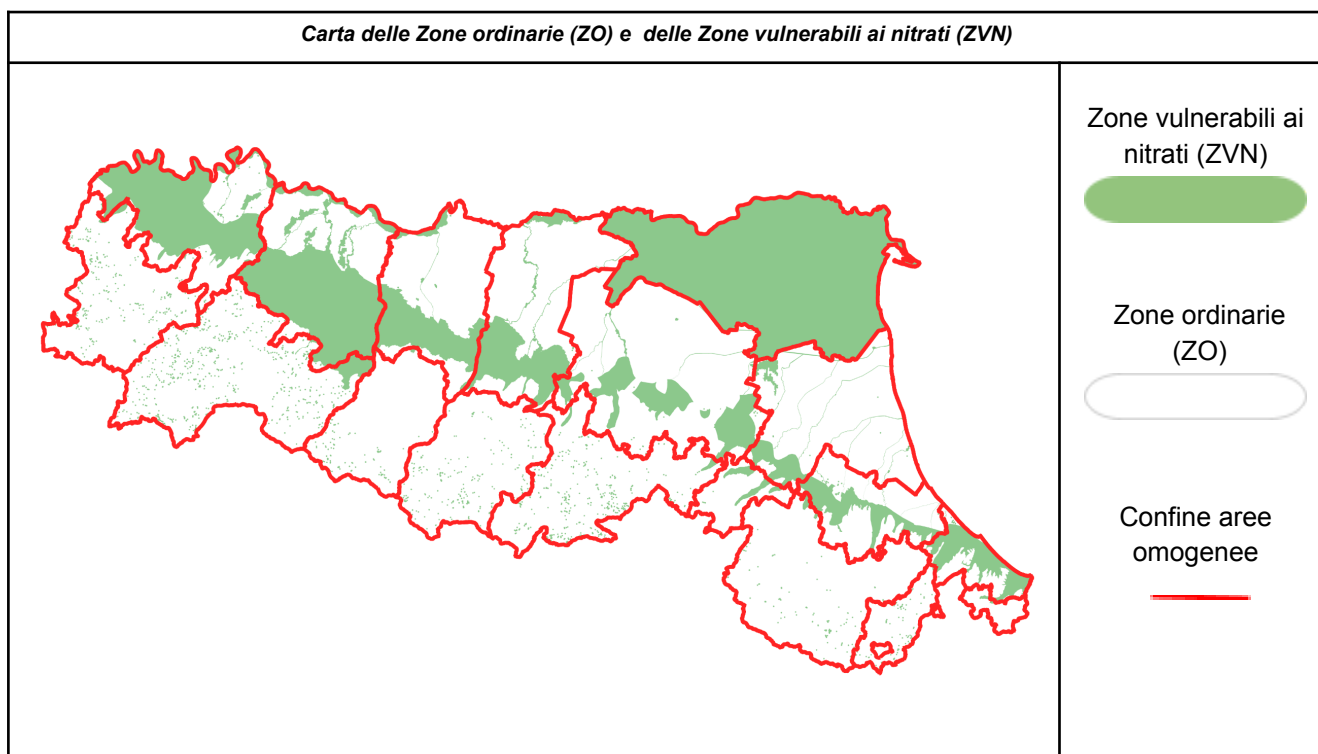 Carta delle Zone ordinarie (ZO) e delle Zone vulnerabili ai nitrati (ZVN)
Zone vulnerabili ai
nitrati (ZVN)
Zone ordinarie
(ZO)
Confine aree
omogenee